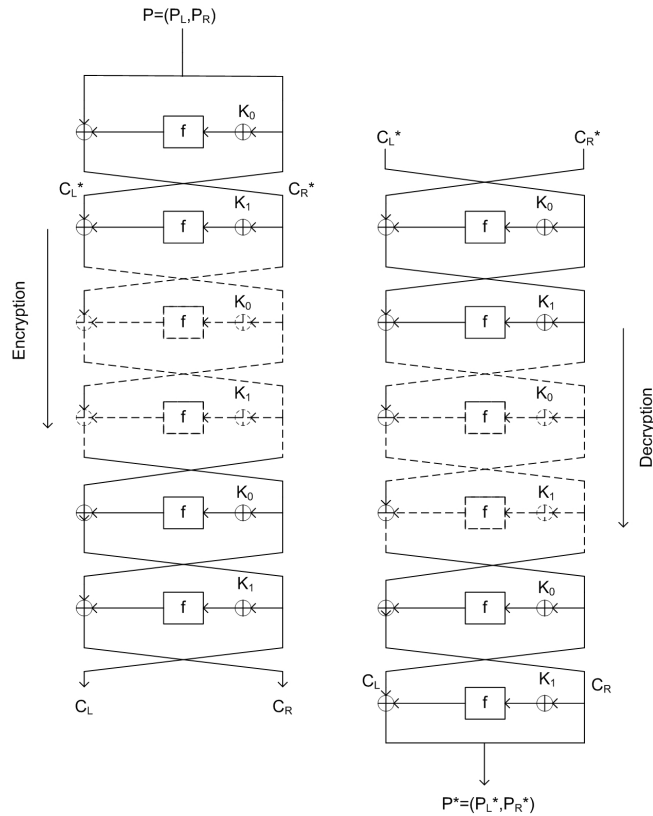 P=(P_L,P_R)
K_0
f
C_L*
C_R*
K_1
f
K_0
f
K_1
f
K_0
f
K_1
f
C_L
C_R
Encryption
C_L*
C_R*
K_0
f
K_1
f
K_0
f
K_1
f
K_0
f
C_L
K_1
C_R
f
P*=(P_L*,P_R*)
Decryption